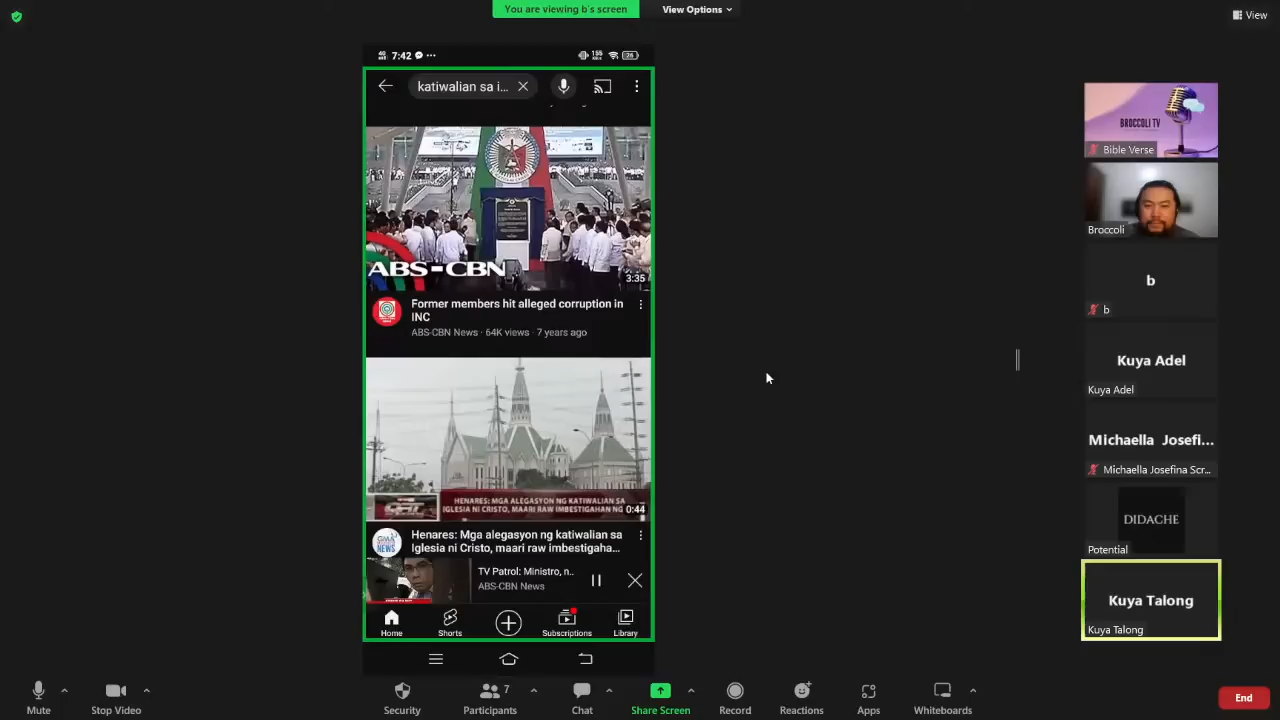 You are viewing b's screen
View Options
View
7:42
katiwalian sa i...
ABS-CBN
3:35
Former members hit alleged corruption in
INC
ABS-CBN News · 64K views · 7 years ago
HENARES: MGA ALEGASYON NG KATIWALIAN SA
IGLESIA NI CRISTO, MAARI RAW IMBESTIGAHAN NG
0:44
Henares: Mga alegasyon ng katiwalian sa
Iglesia ni Cristo, maari raw imbestigaha...
TV Patrol: Ministro, n..
ABS-CBN News
Home
Shorts
Subscriptions
Library
BROCCOLI TV
Bible Verse
Broccoli
b
b
Kuya Adel
Kuya Adel
Michaella Josefi...
Michaella Josefina Scr...
DIDACHE
Potential
Kuya Talong
Kuya Talong
Mute
Stop Video
Security
Participants
7
Chat
Share Screen
Record
Reactions
Apps
Whiteboards
End